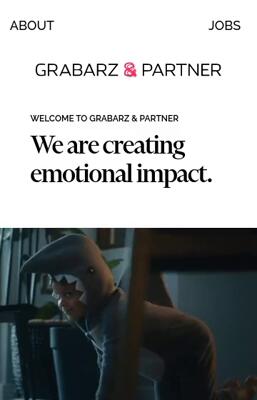 ABOUT JOBS
GRABARZ & PARTNER
WELCOME TO GRABARZ & PARTNER
We are creating
emotional impact.